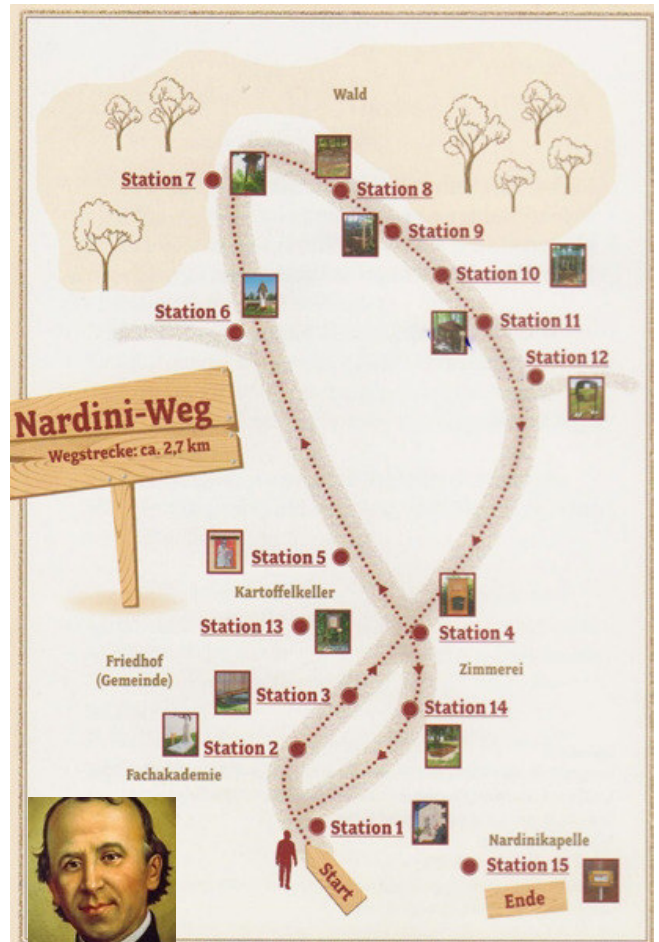 Wald
Station 7
Station 8
Station 9
Station 10
Station 6
Station 11
Station 12
Nardini-Weg
Wegstrecke: ca. 2,7 km
Station 5
Kartoffelkeller
Station 13
Station 4
Friedhof
(Gemeinde)
Zimmerei
Station 3
Station 14
Station 2
Fachakademie
Station 1
Nardinikapelle
Station 15
Start
Ende